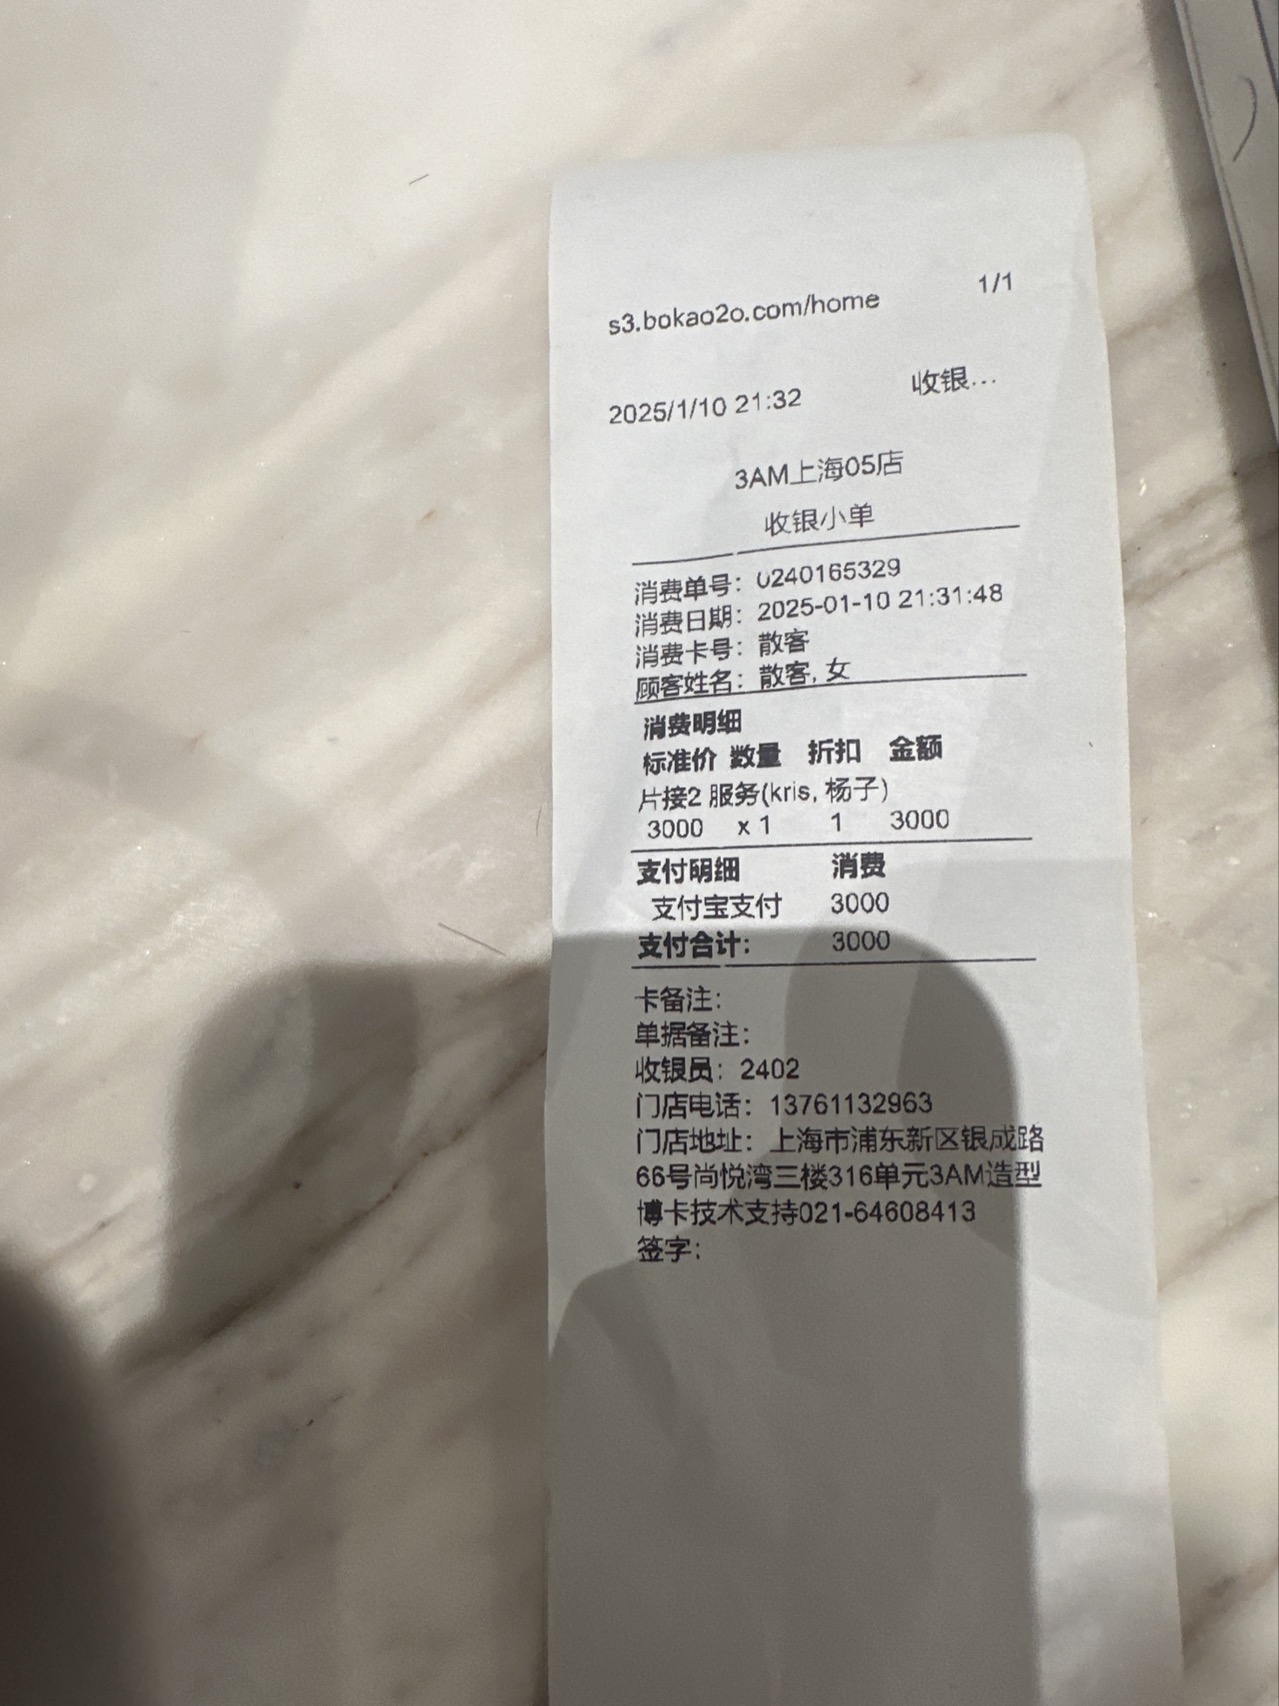 s3.bokao2o.com/home 1/1
2025/1/10 21:32 收银...
3AM上海05店
收银小单
消费单号：0240165329
消费日期：2025-01-10 21:31:48
消费卡号：散客
顾客姓名：散客, 女
消费明细
标准价 数量 折扣 金额
片接2 服务(kris, 杨子)
3000 x 1 1 3000
支付明细 消费
支付宝支付 3000
支付合计： 3000
卡备注：
单据备注：
收银员：2402
门店电话：13761132963
门店地址：上海市浦东新区银成路
66号尚悦湾三楼316单元3AM造型
博卡技术支持021-64608413
签字：